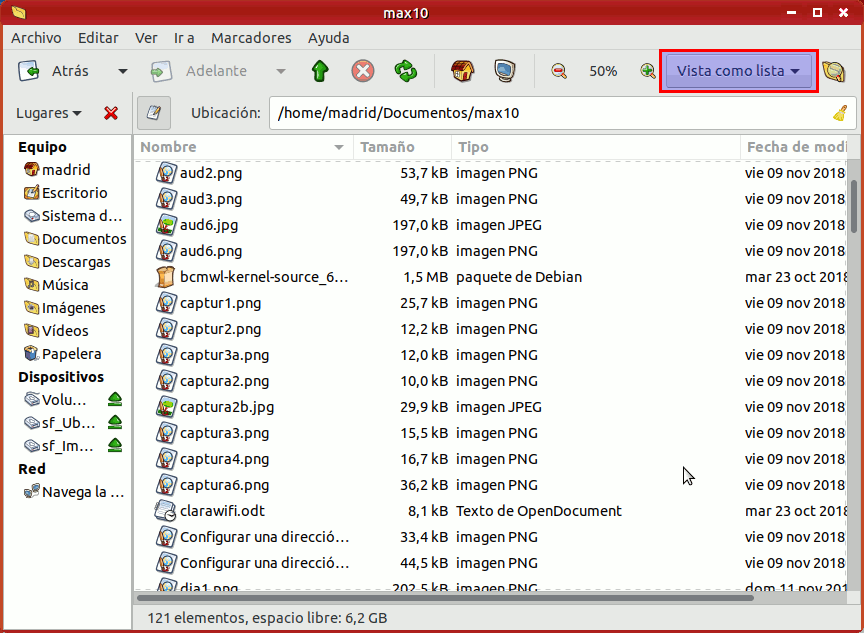 max10
Archivo Editar Ver Ir a Marcadores Ayuda
Atrás Adelante 50% Vista como lista
Lugares Ubicación: /home/madrid/Documentos/max10
Equipo
madrid
Escritorio
Sistema d...
Documentos
Descargas
Música
Imágenes
Vídeos
Papelera
Dispositivos
Volu...
sf_Ub...
sf_Im...
Red
Navega la ...
Nombre Tamaño Tipo Fecha de modi
aud2.png 53,7 kB imagen PNG vie 09 nov 2018
aud3.png 49,7 kB imagen PNG vie 09 nov 2018
aud6.jpg 197,0 kB imagen JPEG vie 09 nov 2018
aud6.png 197,0 kB imagen PNG vie 09 nov 2018
bcmwl-kernel-source_6... 1,5 MB paquete de Debian mar 23 oct 2018
captur1.png 25,7 kB imagen PNG vie 09 nov 2018
captur2.png 12,2 kB imagen PNG vie 09 nov 2018
captur3a.png 12,0 kB imagen PNG vie 09 nov 2018
captura2.png 10,0 kB imagen PNG vie 09 nov 2018
captura2b.jpg 29,9 kB imagen JPEG vie 09 nov 2018
captura3.png 15,5 kB imagen PNG vie 09 nov 2018
captura4.png 16,7 kB imagen PNG vie 09 nov 2018
captura6.png 36,2 kB imagen PNG vie 09 nov 2018
clarawifi.odt 8,1 kB Texto de OpenDocument mar 23 oct 2018
Configurar una direcció... 33,4 kB imagen PNG vie 09 nov 2018
Configurar una direcció... 44,5 kB imagen PNG vie 09 nov 2018
dia1.png 202,5 kB imagen PNG dom 11 nov 201
121 elementos, espacio libre: 6,2 GB